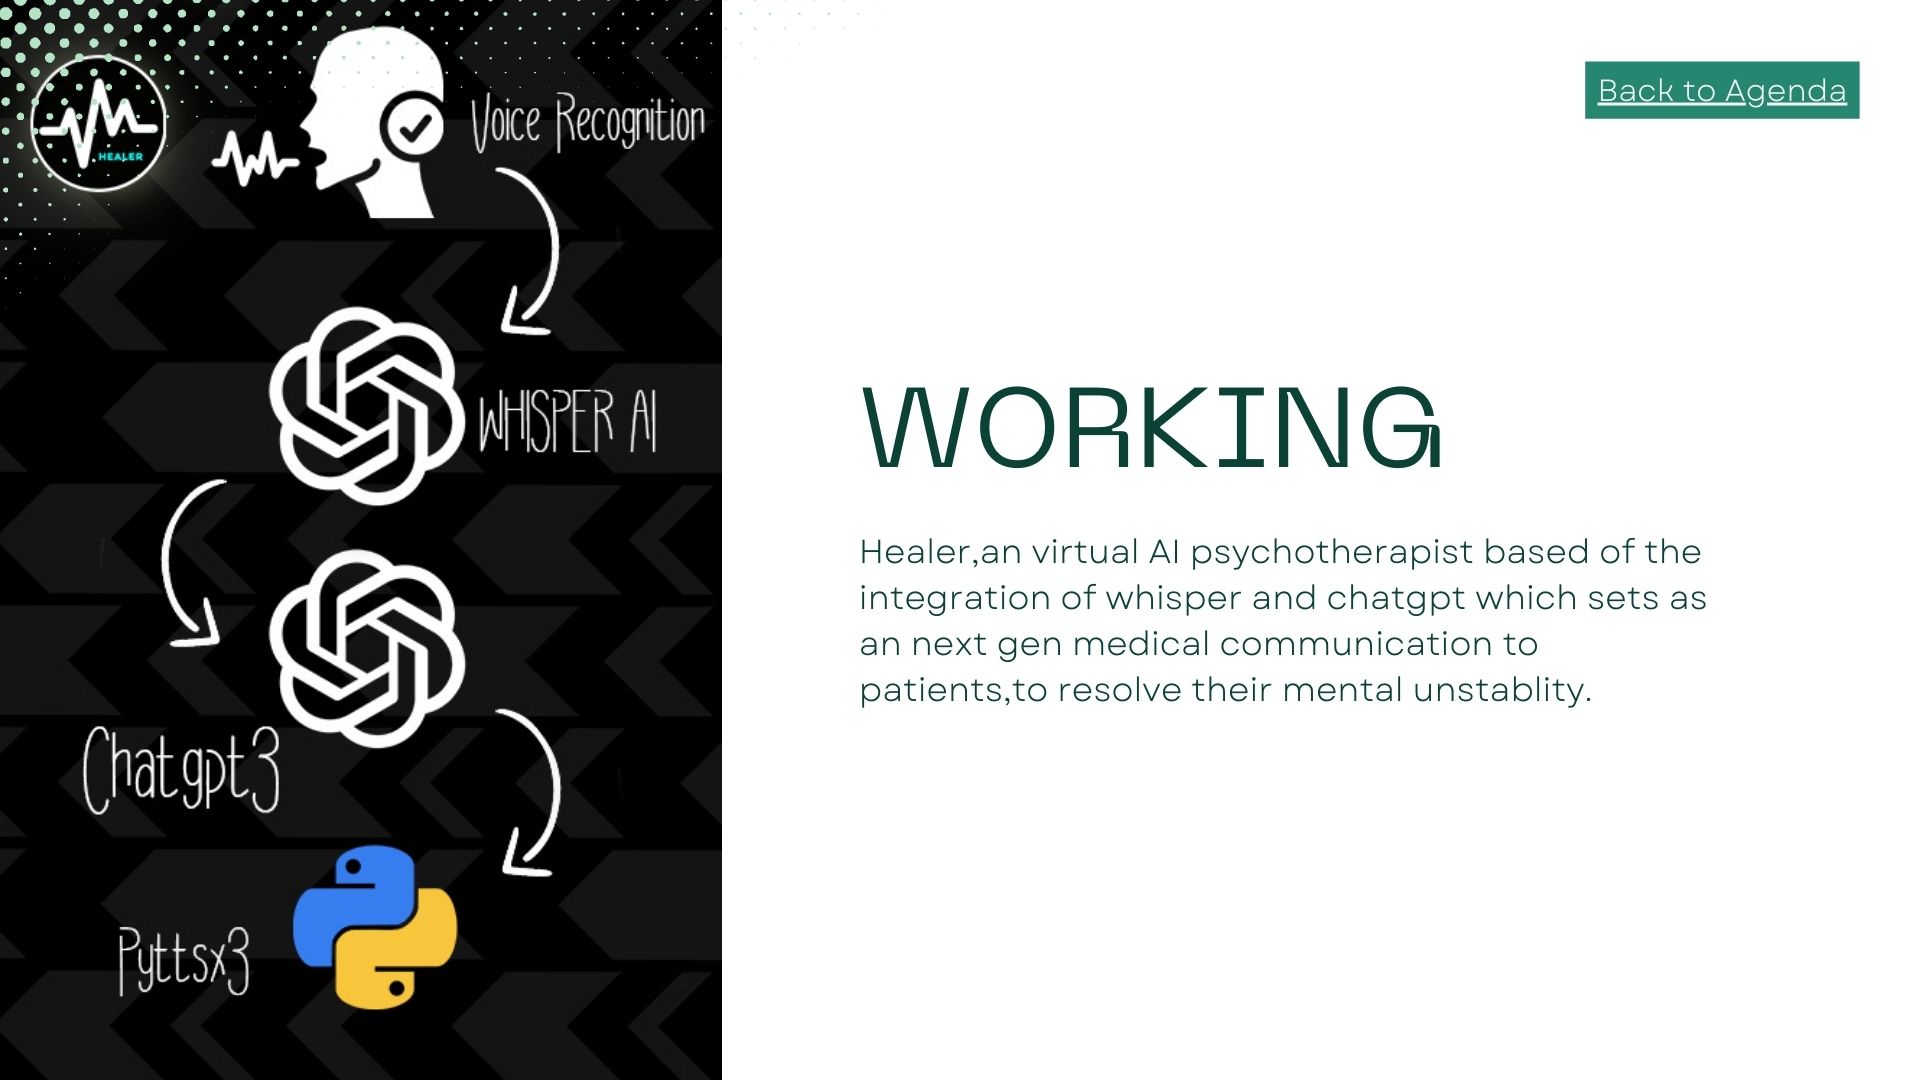 HEALER
Voice Recognition
WHISPER AI
Chatgpt3
Pyttsx3
Back to Agenda
WORKING
Healer,an virtual AI psychotherapist based of the
integration of whisper and chatgpt which sets as
an next gen medical communication to
patients,to resolve their mental unstablity.